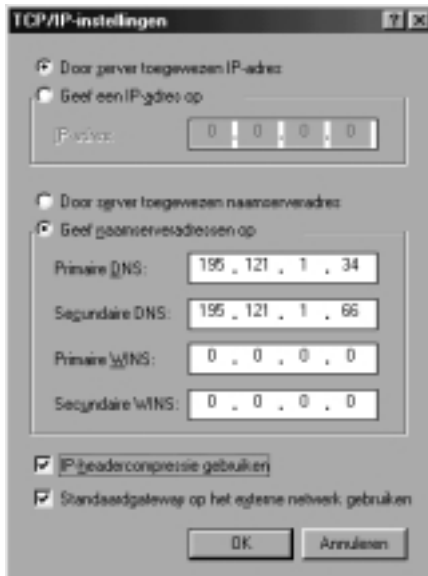 TCP/IP-instellingen
Door server toegewezen IP-adres
Geef een IP-adres op
IP-adres:
0 . 0 . 0 . 0
Door server toegewezen naamserveradres
Geef naamserveradressen op
Primaire DNS: 195 . 121 . 1 . 34
Secundaire DNS: 195 . 121 . 1 . 66
Primaire WINS: 0 . 0 . 0 . 0
Secundaire WINS: 0 . 0 . 0 . 0
IP-headercompressie gebruiken
Standaardgateway op het externe netwerk gebruiken
OK
Annuleren